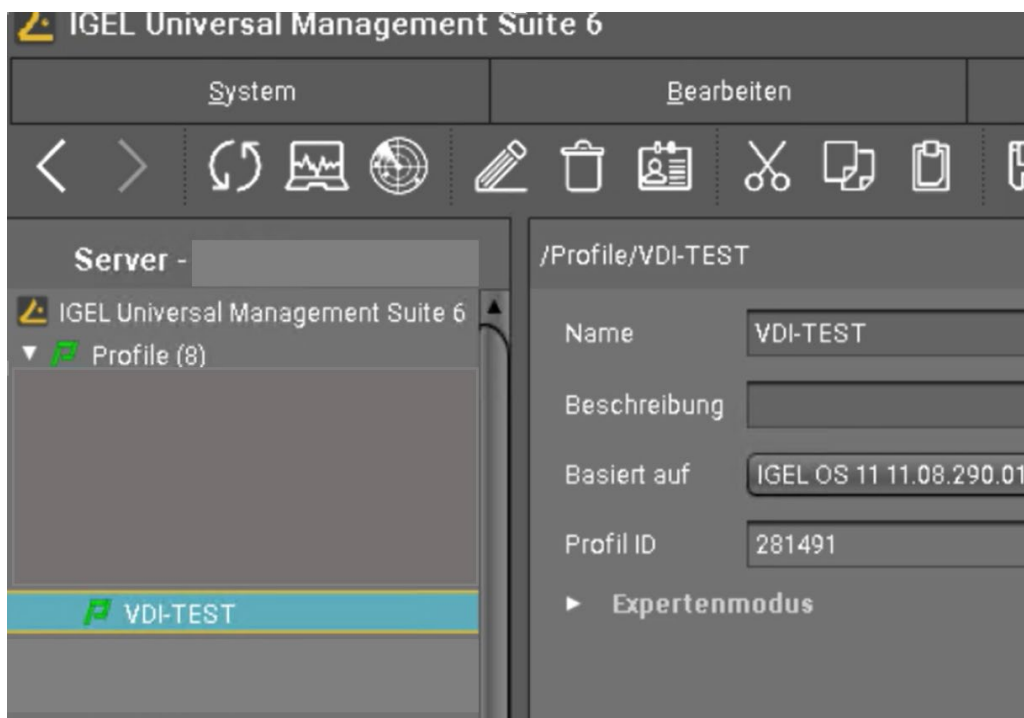 IGEL Universal Management Suite 6
System
Bearbeiten
Server -
IGEL Universal Management Suite 6
Profile (8)
VDI-TEST
/Profile/VDI-TEST
Name
VDI-TEST
Beschreibung
Basiert auf
IGEL OS 11 11.08.290.01
Profil ID
281491
Expertenmodus